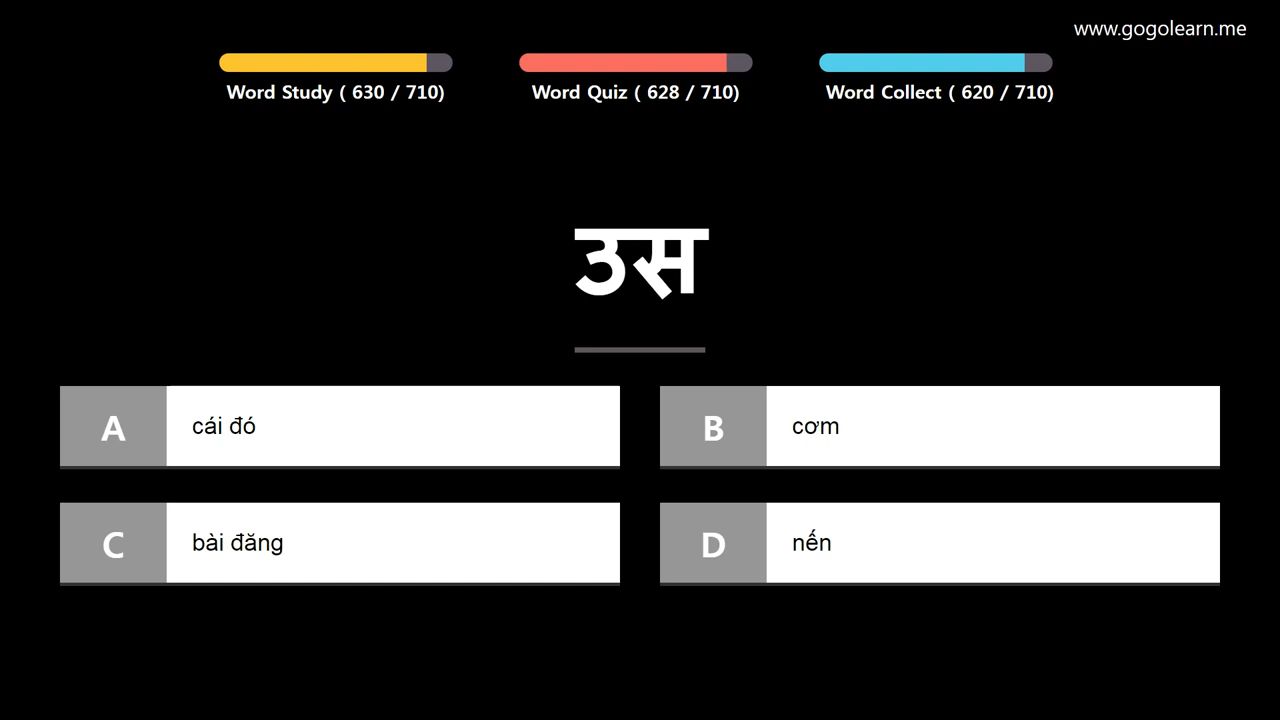 www.gogolearn.me
Word Study ( 630 / 710)
Word Quiz ( 628 / 710)
Word Collect ( 620 / 710)
उस
A cái đó
B cơm
C bài đăng
D nến